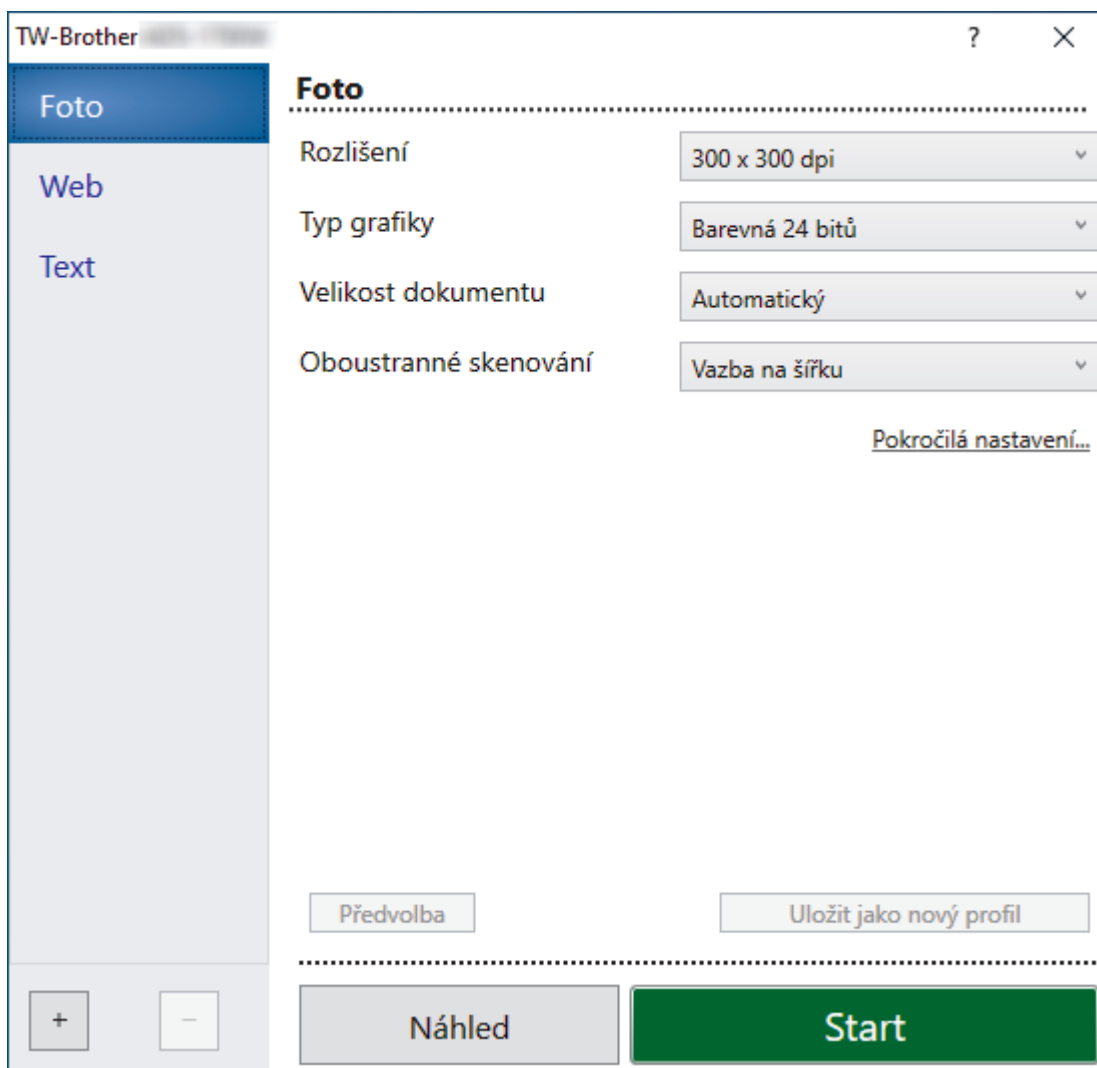 TW-Brother
?
Foto
Web
Text
+
−
Foto
Rozlišení
300 x 300 dpi
Typ grafiky
Barevná 24 bitů
Velikost dokumentu
Automatický
Oboustranné skenování
Vazba na šířku
Pokročilá nastavení...
Předvolba
Uložit jako nový profil
Náhled
Start